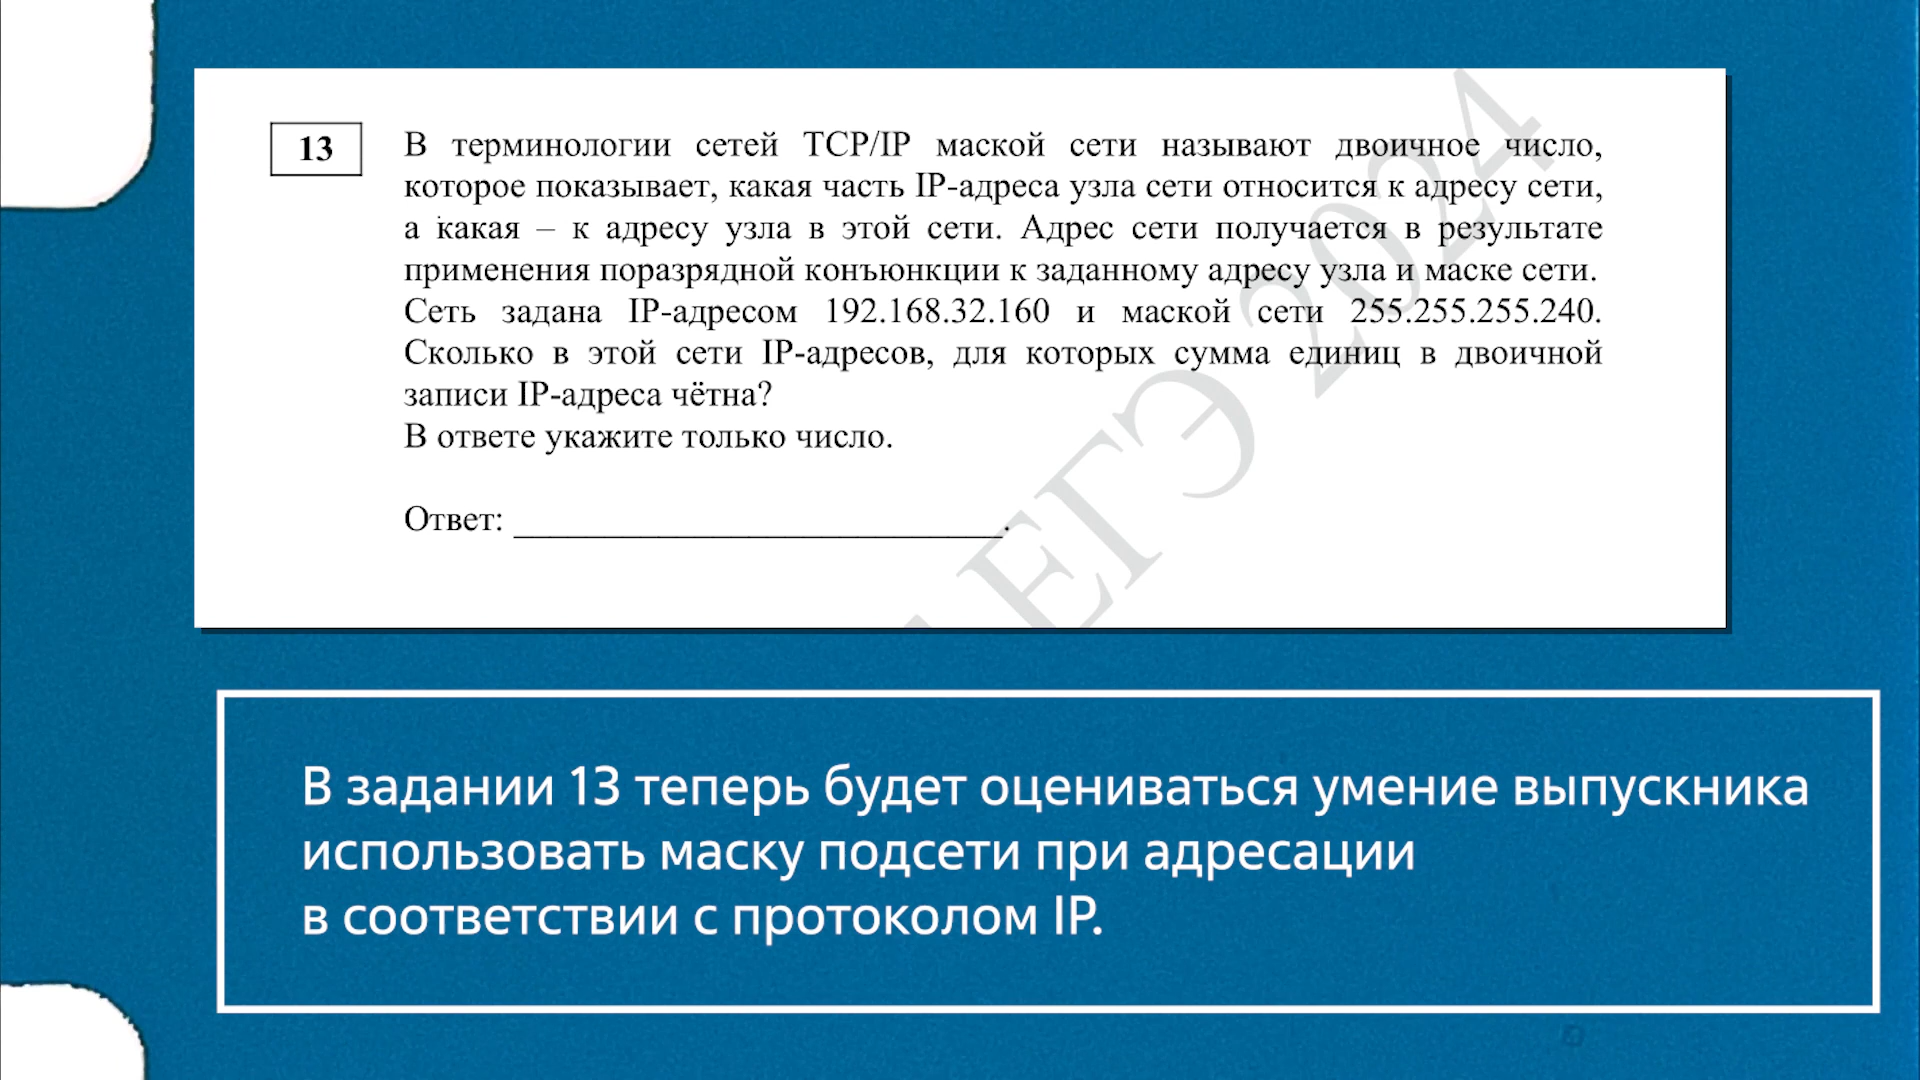 13
В терминологии сетей TCP/IP маской сети называют двоичное число,
которое показывает, какая часть IP-адреса узла сети относится к адресу сети,
а какая – к адресу узла в этой сети. Адрес сети получается в результате
применения поразрядной конъюнкции к заданному адресу узла и маске сети.
Сеть задана IP-адресом 192.168.32.160 и маской сети 255.255.255.240.
Сколько в этой сети IP-адресов, для которых сумма единиц в двоичной
записи IP-адреса чётна?
В ответе укажите только число.
Ответ: ___________________________.
ЕГЭ 2024
В задании 13 теперь будет оцениваться умение выпускника
использовать маску подсети при адресации
в соответствии с протоколом IP.